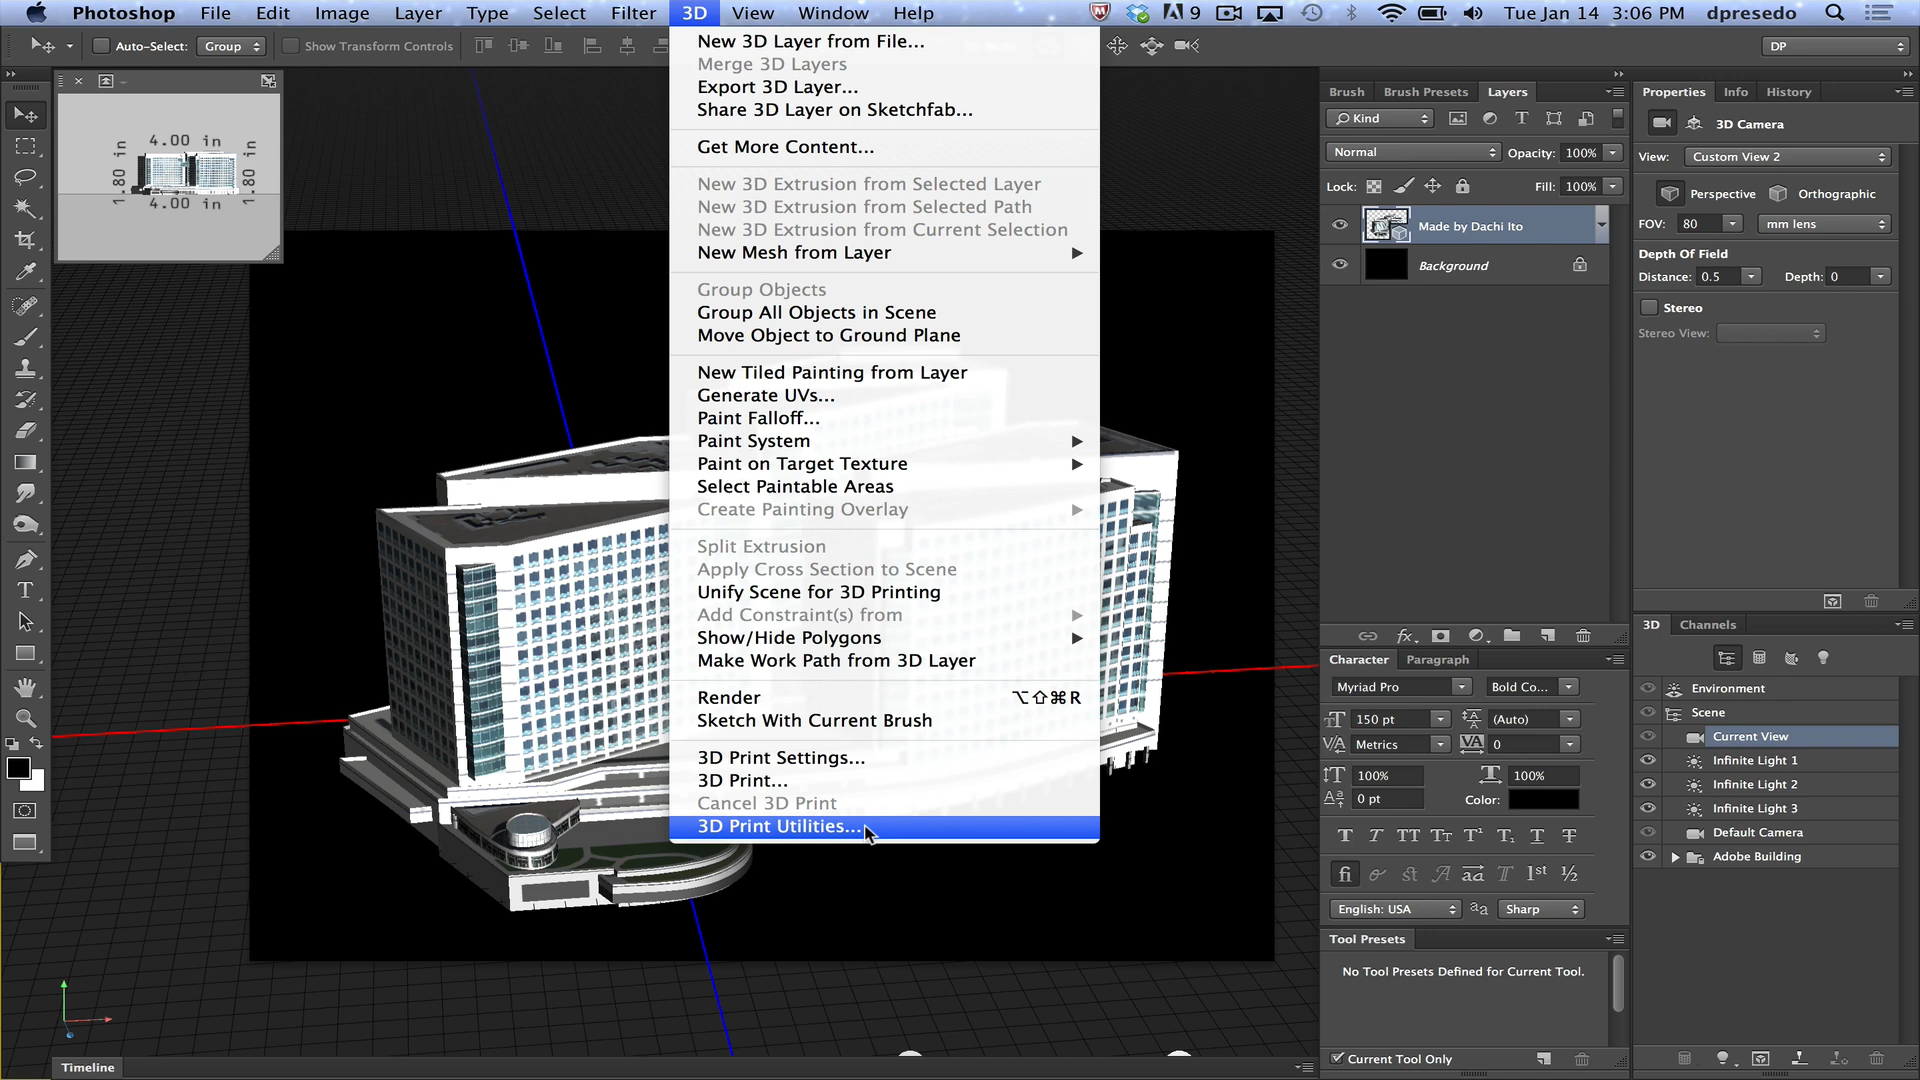 Photoshop File Edit Image Layer Type Select Filter 3D View Window Help 9 Tue Jan 14 3:06 PM dpresedo
Auto-Select: Group Show Transform Controls DP
4.00 in
1.80 in
1.80 in
4.00 in
New 3D Layer from File...
Merge 3D Layers
Export 3D Layer...
Share 3D Layer on Sketchfab...
Get More Content...
New 3D Extrusion from Selected Layer
New 3D Extrusion from Selected Path
New 3D Extrusion from Current Selection
New Mesh from Layer
Group Objects
Group All Objects in Scene
Move Object to Ground Plane
New Tiled Painting from Layer
Generate UVs...
Paint Falloff...
Paint System
Paint on Target Texture
Select Paintable Areas
Create Painting Overlay
Split Extrusion
Apply Cross Section to Scene
Unify Scene for 3D Printing
Add Constraint(s) from
Show/Hide Polygons
Make Work Path from 3D Layer
Render ⌥⇧⌘R
Sketch With Current Brush
3D Print Settings...
3D Print...
Cancel 3D Print
3D Print Utilities...
Brush Brush Presets Layers
Kind
Normal Opacity: 100%
Lock: Fill: 100%
Made by Dachi Ito
Background
Character Paragraph
Myriad Pro Bold Co...
150 pt (Auto)
Metrics 0
100% 100%
0 pt Color:
T T TT Tt T¹ T₁ T T
fi st A aa T 1st ½
English: USA aa Sharp
Tool Presets
No Tool Presets Defined for Current Tool.
Current Tool Only
Properties Info History
3D Camera
View: Custom View 2
Perspective Orthographic
FOV: 80 mm lens
Depth Of Field
Distance: 0.5 Depth: 0
Stereo
Stereo View:
3D Channels
Environment
Scene
Current View
Infinite Light 1
Infinite Light 2
Infinite Light 3
Default Camera
Adobe Building
Timeline